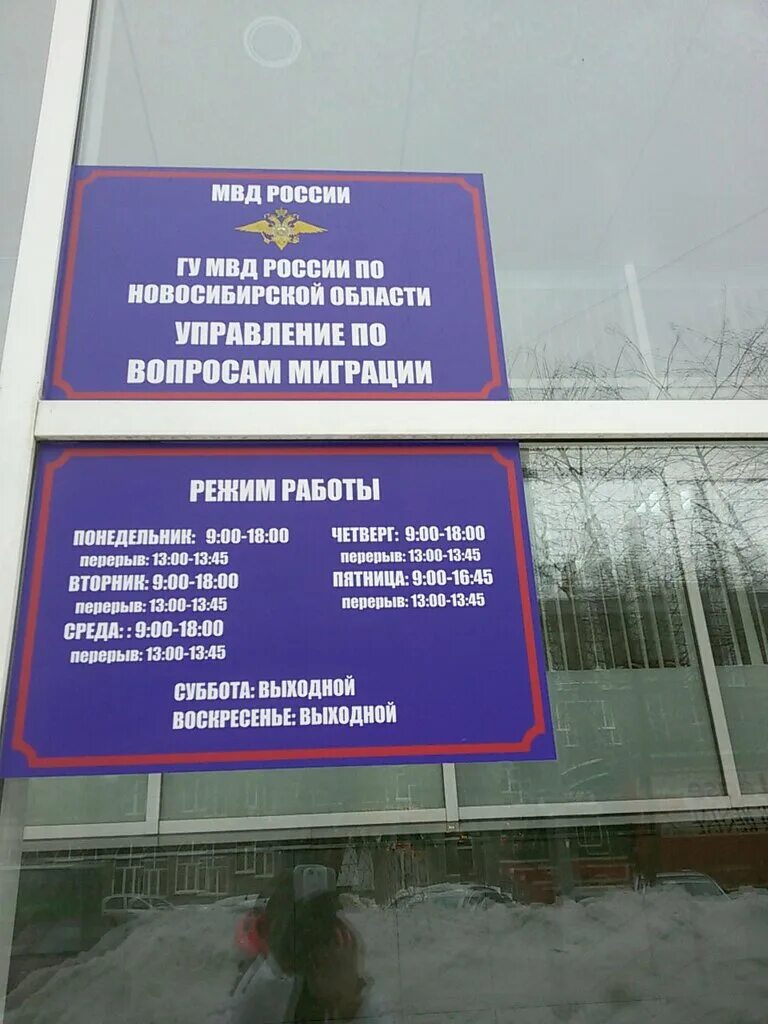 МВД РОССИИ
ГУ МВД РОССИИ ПО
НОВОСИБИРСКОЙ ОБЛАСТИ
УПРАВЛЕНИЕ ПО
ВОПРОСАМ МИГРАЦИИ
РЕЖИМ РАБОТЫ
ПОНЕДЕЛЬНИК: 9:00-18:00
перерыв: 13:00-13:45
ВТОРНИК: 9:00-18:00
перерыв: 13:00-13:45
СРЕДА: : 9:00-18:00
перерыв: 13:00-13:45
ЧЕТВЕРГ: 9:00-18:00
перерыв: 13:00-13:45
ПЯТНИЦА: 9:00-16:45
перерыв: 13:00-13:45
СУББОТА: ВЫХОДНОЙ
ВОСКРЕСЕНЬЕ: ВЫХОДНОЙ